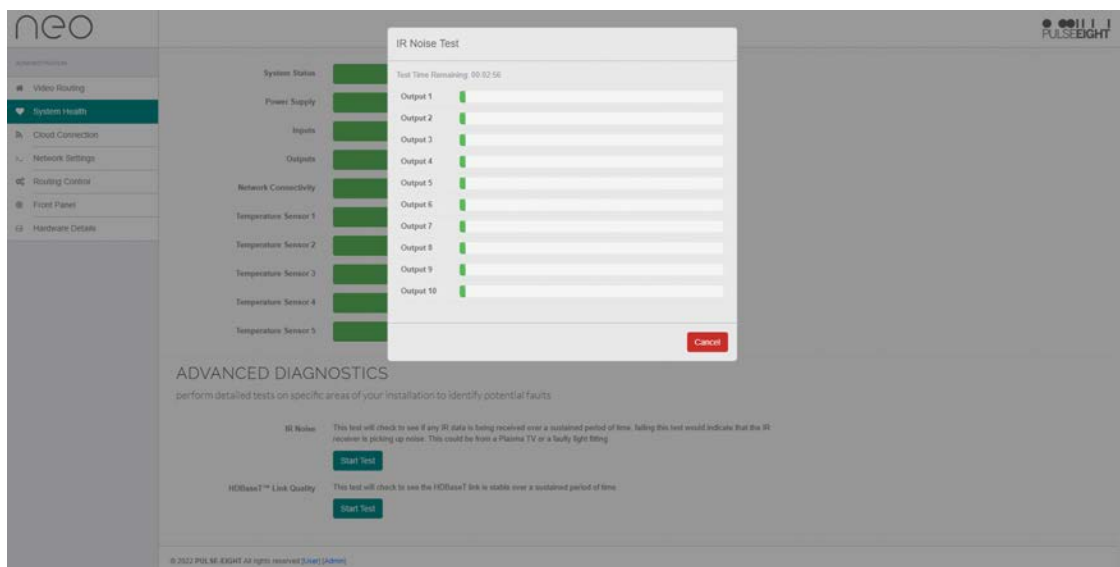 neo
PULSEEIGHT
ADMINISTRATION
Video Routing
System Health
Cloud Connection
Network Settings
Routing Control
Front Panel
Hardware Details
System Status
Power Supply
Inputs
Outputs
Network Connectivity
Temperature Sensor 1
Temperature Sensor 2
Temperature Sensor 3
Temperature Sensor 4
Temperature Sensor 5
IR Noise Test
Test Time Remaining: 00:02:56
Output 1
Output 2
Output 3
Output 4
Output 5
Output 6
Output 7
Output 8
Output 9
Output 10
Cancel
ADVANCED DIAGNOSTICS
perform detailed tests on specific areas of your installation to identify potential faults
IR Noise
This test will check to see if any IR data is being received over a sustained period of time, failing this test would indicate that the IR
receiver is picking up noise. This could be from a Plasma TV or a faulty light fitting
Start Test
HDBaseT™ Link Quality
This test will check to see the HDBaseT link is stable over a sustained period of time
Start Test
© 2022 PULSE-EIGHT All rights reserved [User] [Admin]